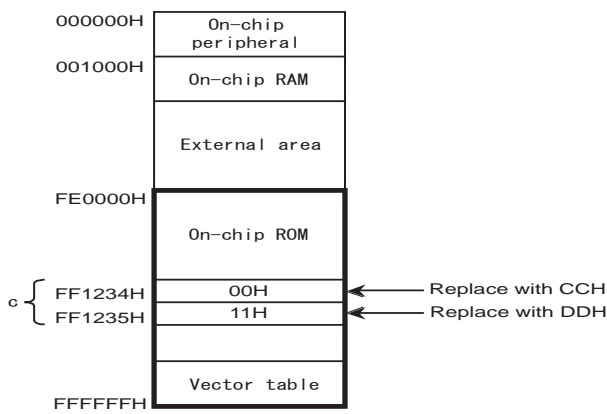 000000H
On-chip
peripheral
001000H
On-chip RAM
External area
FE0000H
On-chip ROM
c { FF1234H 00H Replace with CCH
FF1235H 11H Replace with DDH
Vector table
FFFFFFH